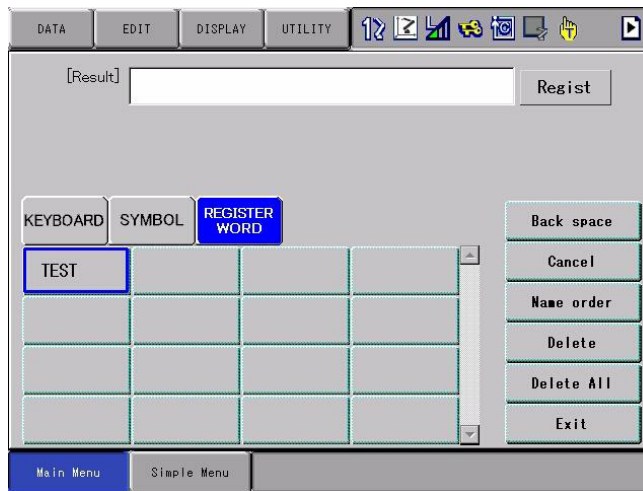 DATA
EDIT
DISPLAY
UTILITY
[Result]
Regist
KEYBOARD
SYMBOL
REGISTER
WORD
Back space
TEST
Cancel
Name order
Delete
Delete All
Exit
Main Menu
Simple Menu